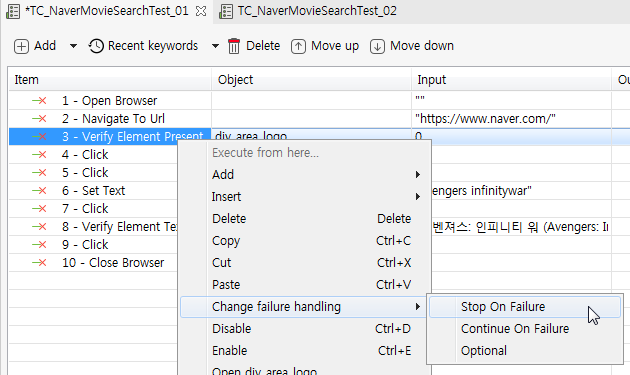 *TC_NaverMovieSearchTest_01 TC_NaverMovieSearchTest_02
Add Recent keywords Delete Move up Move down
Item Object Input Ou
1 - Open Browser ""
2 - Navigate To Url "https://www.naver.com/"
3 - Verify Element Present div_area_logo 0
Execute from here...
4 - Click
Add
5 - Click
Insert
6 - Set Text engers infinitywar"
Delete Delete
7 - Click
8 - Verify Element Te 벤져스: 인피니티 워 (Avengers: In
Copy Ctrl+C
9 - Click
Cut Ctrl+X
10 - Close Browser
Paste Ctrl+V
Change failure handling Stop On Failure
Disable Ctrl+D Continue On Failure
Enable Ctrl+E Optional
Open div_area_logo